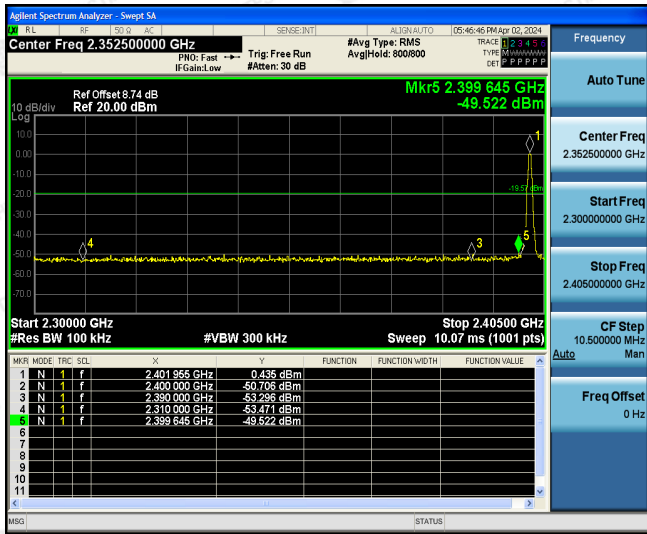 Agilent Spectrum Analyzer - Swept SA
LXI RL RF 50 Ω AC SENSE:INT ALIGN AUTO 05:46:46 PM Apr 02, 2024
Center Freq 2.352500000 GHz
PNO: Fast
IFGain:Low
Trig: Free Run
#Atten: 30 dB
#Avg Type: RMS
Avg|Hold: 800/800
TRACE 1 2 3 4 5 6
TYPE M
DET P P P P P P
Ref Offset 8.74 dB
10 dB/div Ref 20.00 dBm
Log
Mkr5 2.399 645 GHz
-49.522 dBm
10.0
0.00
-10.0
-20.0
-30.0
-40.0
-50.0
-60.0
-70.0
1
-19.57 dBm
5
3
4
Start 2.30000 GHz Stop 2.40500 GHz
#Res BW 100 kHz #VBW 300 kHz Sweep 10.07 ms (1001 pts)
MKR MODE TRC SCL X Y FUNCTION FUNCTION WIDTH FUNCTION VALUE
1 N 1 f 2.401 955 GHz 0.435 dBm
2 N 1 f 2.400 000 GHz -50.706 dBm
3 N 1 f 2.390 000 GHz -53.296 dBm
4 N 1 f 2.310 000 GHz -53.471 dBm
5 N 1 f 2.399 645 GHz -49.522 dBm
6
7
8
9
10
11
MSG STATUS
Frequency
Auto Tune
Center Freq
2.352500000 GHz
Start Freq
2.300000000 GHz
Stop Freq
2.405000000 GHz
CF Step
10.500000 MHz
Auto Man
Freq Offset
0 Hz